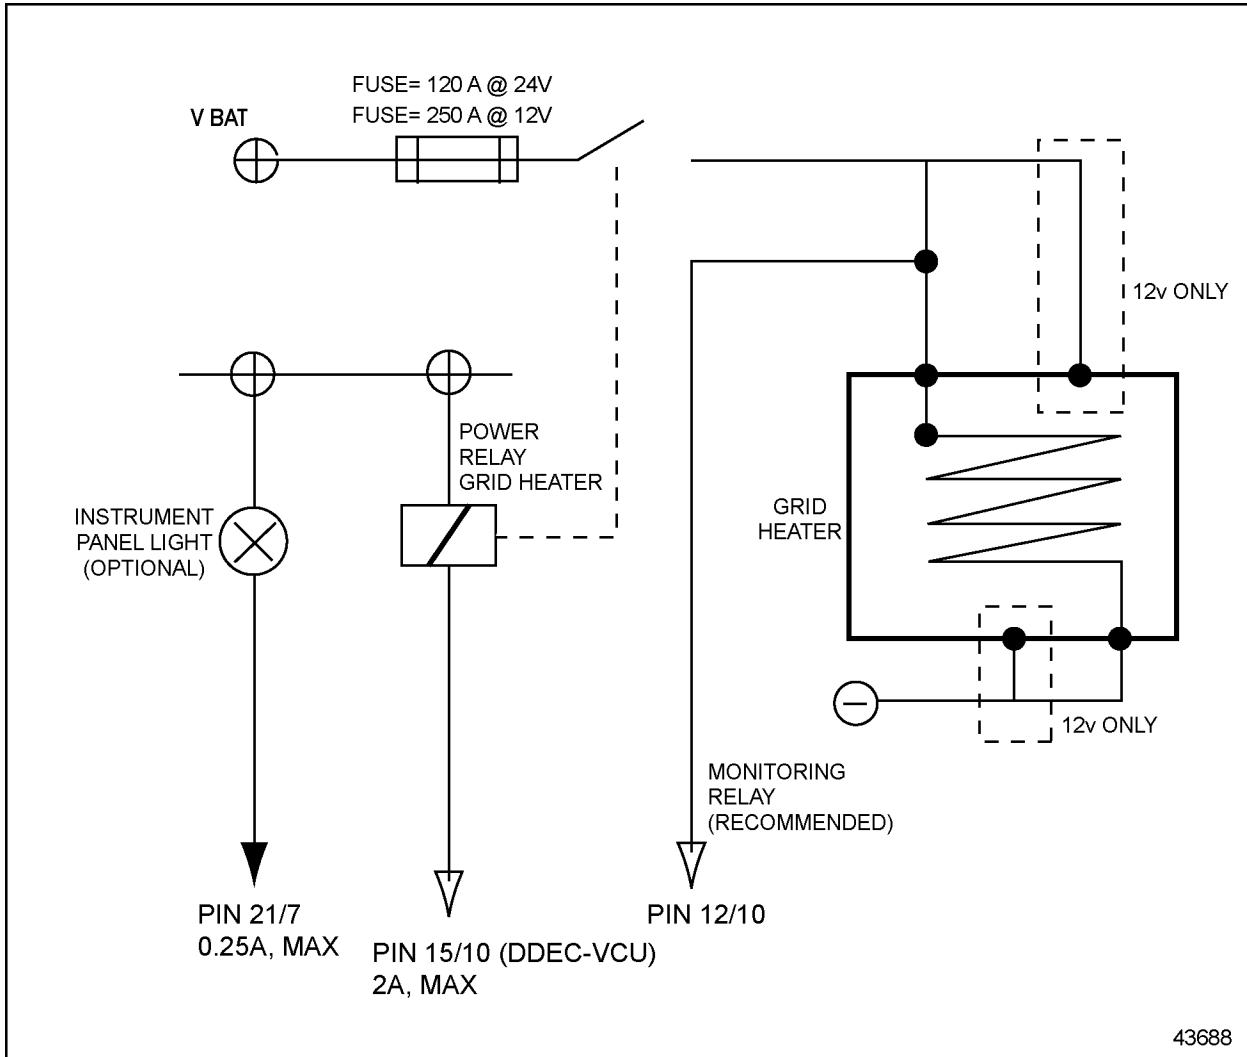 FUSE= 120 A @ 24V
FUSE= 250 A @ 12V
V BAT
12v ONLY
POWER
RELAY
GRID HEATER
INSTRUMENT
PANEL LIGHT
(OPTIONAL)
GRID
HEATER
12v ONLY
MONITORING
RELAY
(RECOMMENDED)
PIN 21/7
0.25A, MAX
PIN 15/10 (DDEC-VCU)
2A, MAX
PIN 12/10
43688